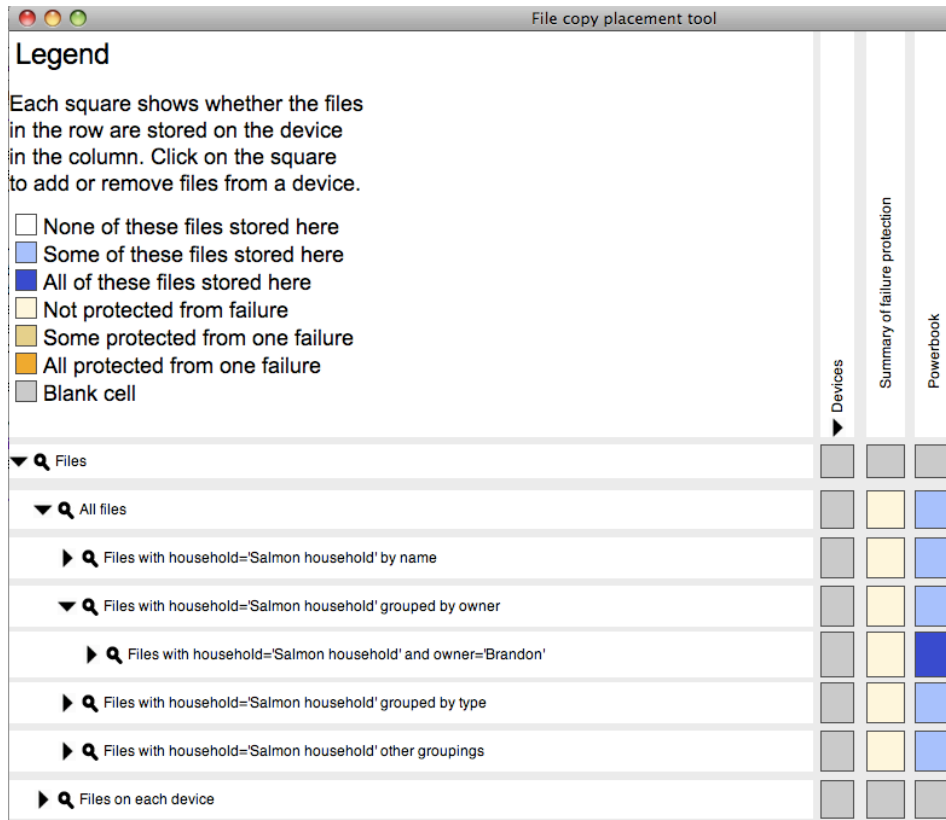 File copy placement tool
Legend
Each square shows whether the files
in the row are stored on the device
in the column. Click on the square
to add or remove files from a device.
None of these files stored here
Some of these files stored here
All of these files stored here
Not protected from failure
Some protected from one failure
All protected from one failure
Blank cell
Devices
Summary of failure protection
Powerbook
Files
All files
Files with household='Salmon household' by name
Files with household='Salmon household' grouped by owner
Files with household='Salmon household' and owner='Brandon'
Files with household='Salmon household' grouped by type
Files with household='Salmon household' other groupings
Files on each device